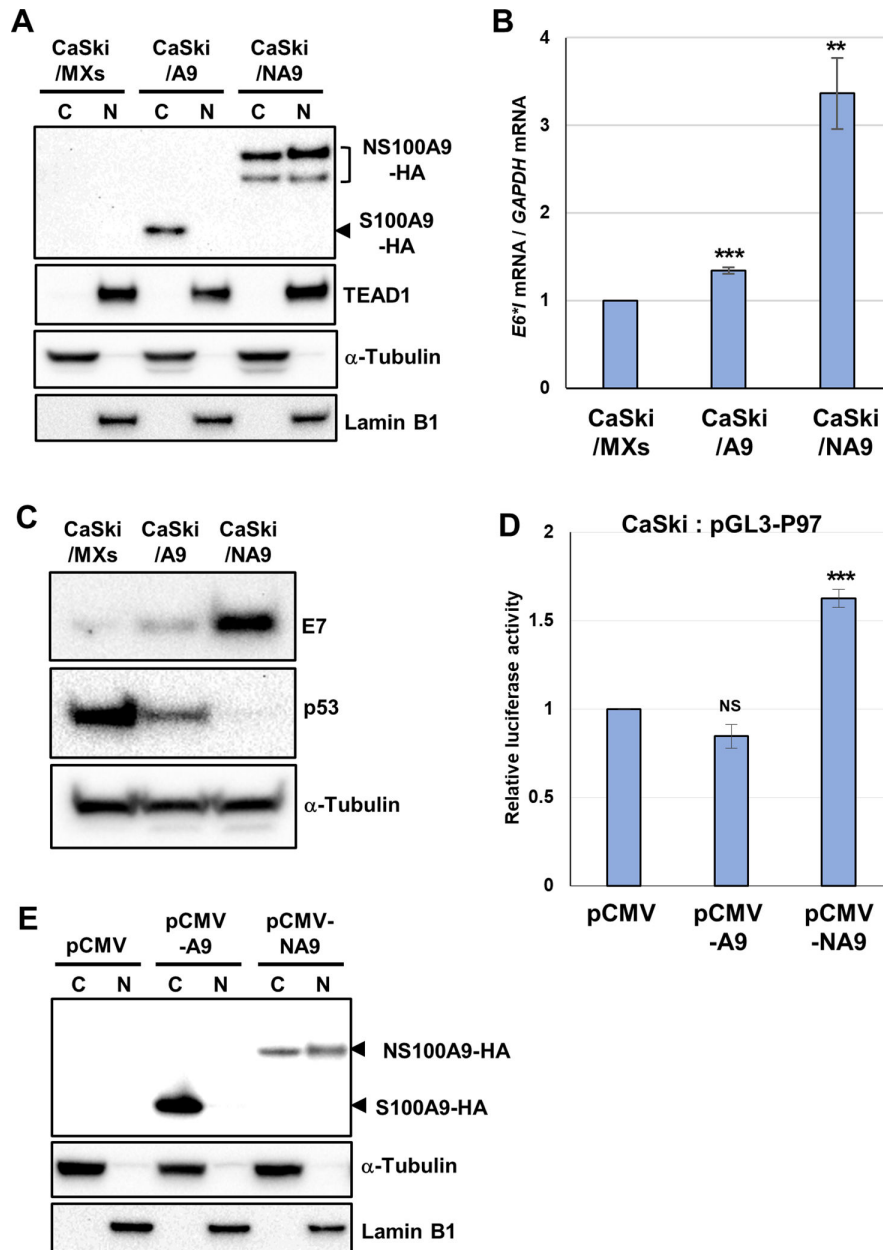 A
CaSki /MXs
CaSki /A9
CaSki /NA9
C N C N C N
NS100A9 -HA
S100A9 -HA
TEAD1
α-Tubulin
Lamin B1
B
E6*I mRNA / GAPDH mRNA
4
3
2
1
0
***
**
CaSki /MXs
CaSki /A9
CaSki /NA9
C
CaSki /MXs
CaSki /A9
CaSki /NA9
E7
p53
α-Tubulin
D
CaSki : pGL3-P97
Relative luciferase activity
2
1.5
1
0.5
0
NS
***
pCMV
pCMV -A9
pCMV -NA9
E
pCMV
pCMV -A9
pCMV- NA9
C N C N C N
NS100A9-HA
S100A9-HA
α-Tubulin
Lamin B1